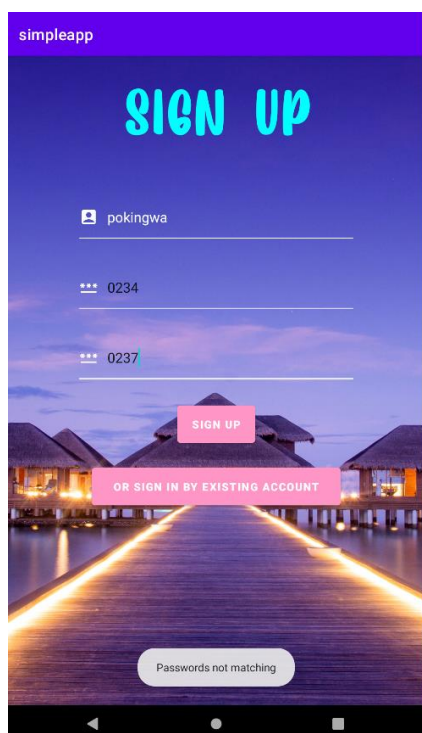 simpleapp
SIGN UP
pokingwa
0234
0237
SIGN UP
OR SIGN IN BY EXISTING ACCOUNT
Passwords not matching